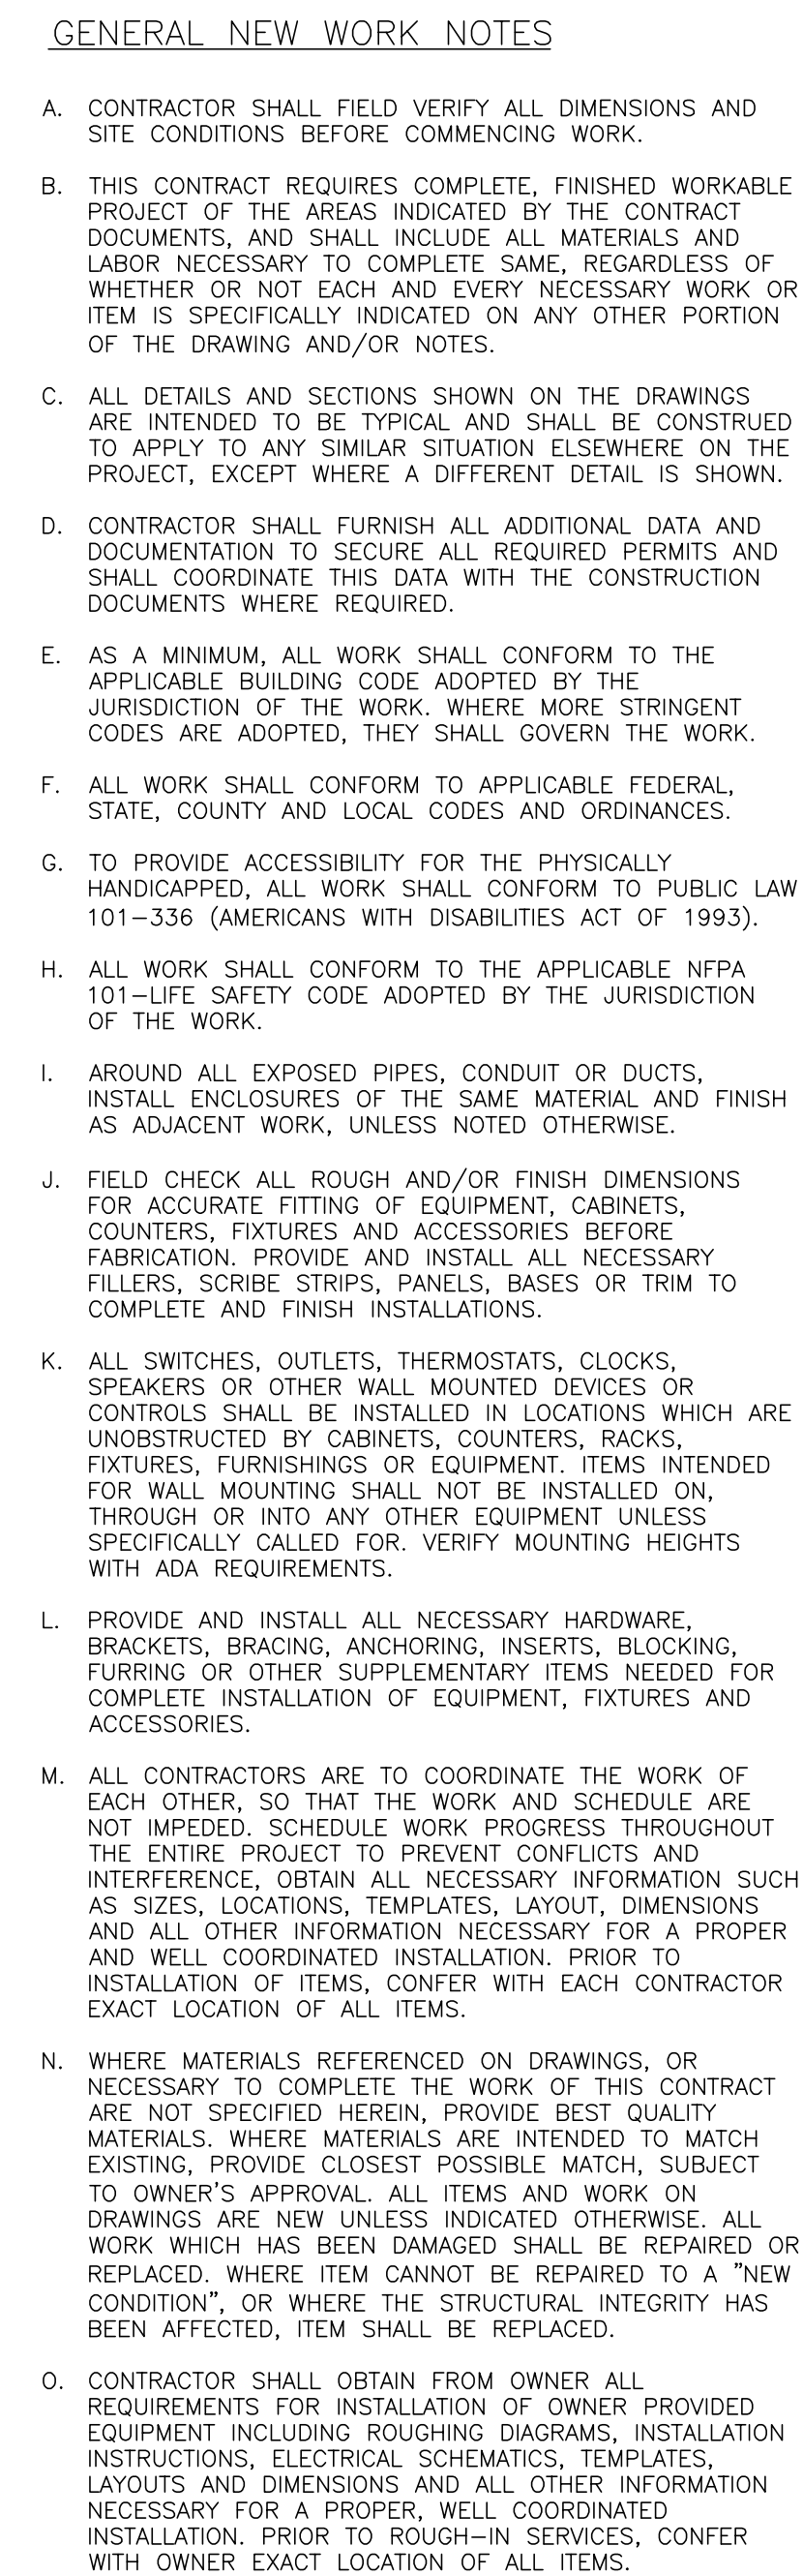 GENERAL NEW WORK NOTES
A. CONTRACTOR SHALL FIELD VERIFY ALL DIMENSIONS AND
SITE CONDITIONS BEFORE COMMENCING WORK.
B. THIS CONTRACT REQUIRES COMPLETE, FINISHED WORKABLE
PROJECT OF THE AREAS INDICATED BY THE CONTRACT
DOCUMENTS, AND SHALL INCLUDE ALL MATERIALS AND
LABOR NECESSARY TO COMPLETE SAME, REGARDLESS OF
WHETHER OR NOT EACH AND EVERY NECESSARY WORK OR
ITEM IS SPECIFICALLY INDICATED ON ANY OTHER PORTION
OF THE DRAWING AND/OR NOTES.
C. ALL DETAILS AND SECTIONS SHOWN ON THE DRAWINGS
ARE INTENDED TO BE TYPICAL AND SHALL BE CONSTRUED
TO APPLY TO ANY SIMILAR SITUATION ELSEWHERE ON THE
PROJECT, EXCEPT WHERE A DIFFERENT DETAIL IS SHOWN.
D. CONTRACTOR SHALL FURNISH ALL ADDITIONAL DATA AND
DOCUMENTATION TO SECURE ALL REQUIRED PERMITS AND
SHALL COORDINATE THIS DATA WITH THE CONSTRUCTION
DOCUMENTS WHERE REQUIRED.
E. AS A MINIMUM, ALL WORK SHALL CONFORM TO THE
APPLICABLE BUILDING CODE ADOPTED BY THE
JURISDICTION OF THE WORK. WHERE MORE STRINGENT
CODES ARE ADOPTED, THEY SHALL GOVERN THE WORK.
F. ALL WORK SHALL CONFORM TO APPLICABLE FEDERAL,
STATE, COUNTY AND LOCAL CODES AND ORDINANCES.
G. TO PROVIDE ACCESSIBILITY FOR THE PHYSICALLY
HANDICAPPED, ALL WORK SHALL CONFORM TO PUBLIC LAW
101-336 (AMERICANS WITH DISABILITIES ACT OF 1993).
H. ALL WORK SHALL CONFORM TO THE APPLICABLE NFPA
101-LIFE SAFETY CODE ADOPTED BY THE JURISDICTION
OF THE WORK.
I. AROUND ALL EXPOSED PIPES, CONDUIT OR DUCTS,
INSTALL ENCLOSURES OF THE SAME MATERIAL AND FINISH
AS ADJACENT WORK, UNLESS NOTED OTHERWISE.
J. FIELD CHECK ALL ROUGH AND/OR FINISH DIMENSIONS
FOR ACCURATE FITTING OF EQUIPMENT, CABINETS,
COUNTERS, FIXTURES AND ACCESSORIES BEFORE
FABRICATION. PROVIDE AND INSTALL ALL NECESSARY
FILLERS, SCRIBE STRIPS, PANELS, BASES OR TRIM TO
COMPLETE AND FINISH INSTALLATIONS.
K. ALL SWITCHES, OUTLETS, THERMOSTATS, CLOCKS,
SPEAKERS OR OTHER WALL MOUNTED DEVICES OR
CONTROLS SHALL BE INSTALLED IN LOCATIONS WHICH ARE
UNOBSTRUCTED BY CABINETS, COUNTERS, RACKS,
FIXTURES, FURNISHINGS OR EQUIPMENT. ITEMS INTENDED
FOR WALL MOUNTING SHALL NOT BE INSTALLED ON,
THROUGH OR INTO ANY OTHER EQUIPMENT UNLESS
SPECIFICALLY CALLED FOR. VERIFY MOUNTING HEIGHTS
WITH ADA REQUIREMENTS.
L. PROVIDE AND INSTALL ALL NECESSARY HARDWARE,
BRACKETS, BRACING, ANCHORING, INSERTS, BLOCKING,
FURRING OR OTHER SUPPLEMENTARY ITEMS NEEDED FOR
COMPLETE INSTALLATION OF EQUIPMENT, FIXTURES AND
ACCESSORIES.
M. ALL CONTRACTORS ARE TO COORDINATE THE WORK OF
EACH OTHER, SO THAT THE WORK AND SCHEDULE ARE
NOT IMPEDED. SCHEDULE WORK PROGRESS THROUGHOUT
THE ENTIRE PROJECT TO PREVENT CONFLICTS AND
INTERFERENCE, OBTAIN ALL NECESSARY INFORMATION SUCH
AS SIZES, LOCATIONS, TEMPLATES, LAYOUT, DIMENSIONS
AND ALL OTHER INFORMATION NECESSARY FOR A PROPER
AND WELL COORDINATED INSTALLATION. PRIOR TO
INSTALLATION OF ITEMS, CONFER WITH EACH CONTRACTOR
EXACT LOCATION OF ALL ITEMS.
N. WHERE MATERIALS REFERENCED ON DRAWINGS, OR
NECESSARY TO COMPLETE THE WORK OF THIS CONTRACT
ARE NOT SPECIFIED HEREIN, PROVIDE BEST QUALITY
MATERIALS. WHERE MATERIALS ARE INTENDED TO MATCH
EXISTING, PROVIDE CLOSEST POSSIBLE MATCH, SUBJECT
TO OWNER'S APPROVAL. ALL ITEMS AND WORK ON
DRAWINGS ARE NEW UNLESS INDICATED OTHERWISE. ALL
WORK WHICH HAS BEEN DAMAGED SHALL BE REPAIRED OR
REPLACED. WHERE ITEM CANNOT BE REPAIRED TO A "NEW
CONDITION", OR WHERE THE STRUCTURAL INTEGRITY HAS
BEEN AFFECTED, ITEM SHALL BE REPLACED.
O. CONTRACTOR SHALL OBTAIN FROM OWNER ALL
REQUIREMENTS FOR INSTALLATION OF OWNER PROVIDED
EQUIPMENT INCLUDING ROUGHING DIAGRAMS, INSTALLATION
INSTRUCTIONS, ELECTRICAL SCHEMATICS, TEMPLATES,
LAYOUTS AND DIMENSIONS AND ALL OTHER INFORMATION
NECESSARY FOR A PROPER, WELL COORDINATED
INSTALLATION. PRIOR TO ROUGH-IN SERVICES, CONFER
WITH OWNER EXACT LOCATION OF ALL ITEMS.